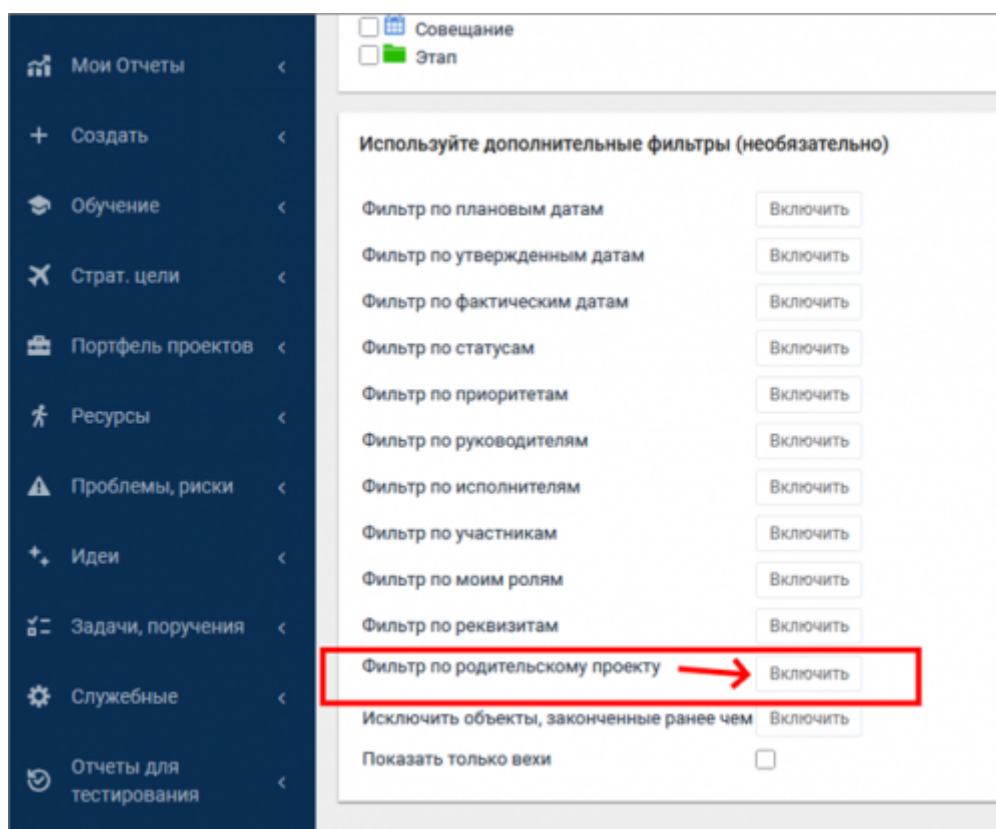 Мои Отчеты
Создать
Обучение
Страт. цели
Портфель проектов
Ресурсы
Проблемы, риски
Идеи
Задачи, поручения
Служебные
Отчеты для
тестирования
Совещание
Этап
Используйте дополнительные фильтры (необязательно)
Фильтр по плановым датам Включить
Фильтр по утвержденным датам Включить
Фильтр по фактическим датам Включить
Фильтр по статусам Включить
Фильтр по приоритетам Включить
Фильтр по руководителям Включить
Фильтр по исполнителям Включить
Фильтр по участникам Включить
Фильтр по моим ролям Включить
Фильтр по реквизитам Включить
Фильтр по родительскому проекту Включить
Исключить объекты, законченные ранее чем Включить
Показать только вехи